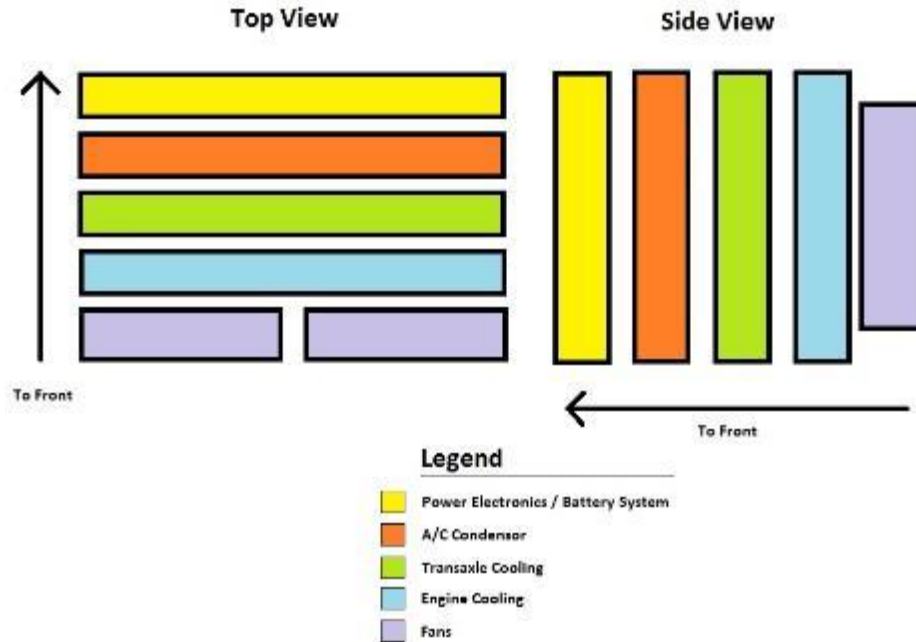 Top View
Side View
To Front
To Front
Legend
Power Electronics / Battery System
A/C Condensor
Transaxle Cooling
Engine Cooling
Fans